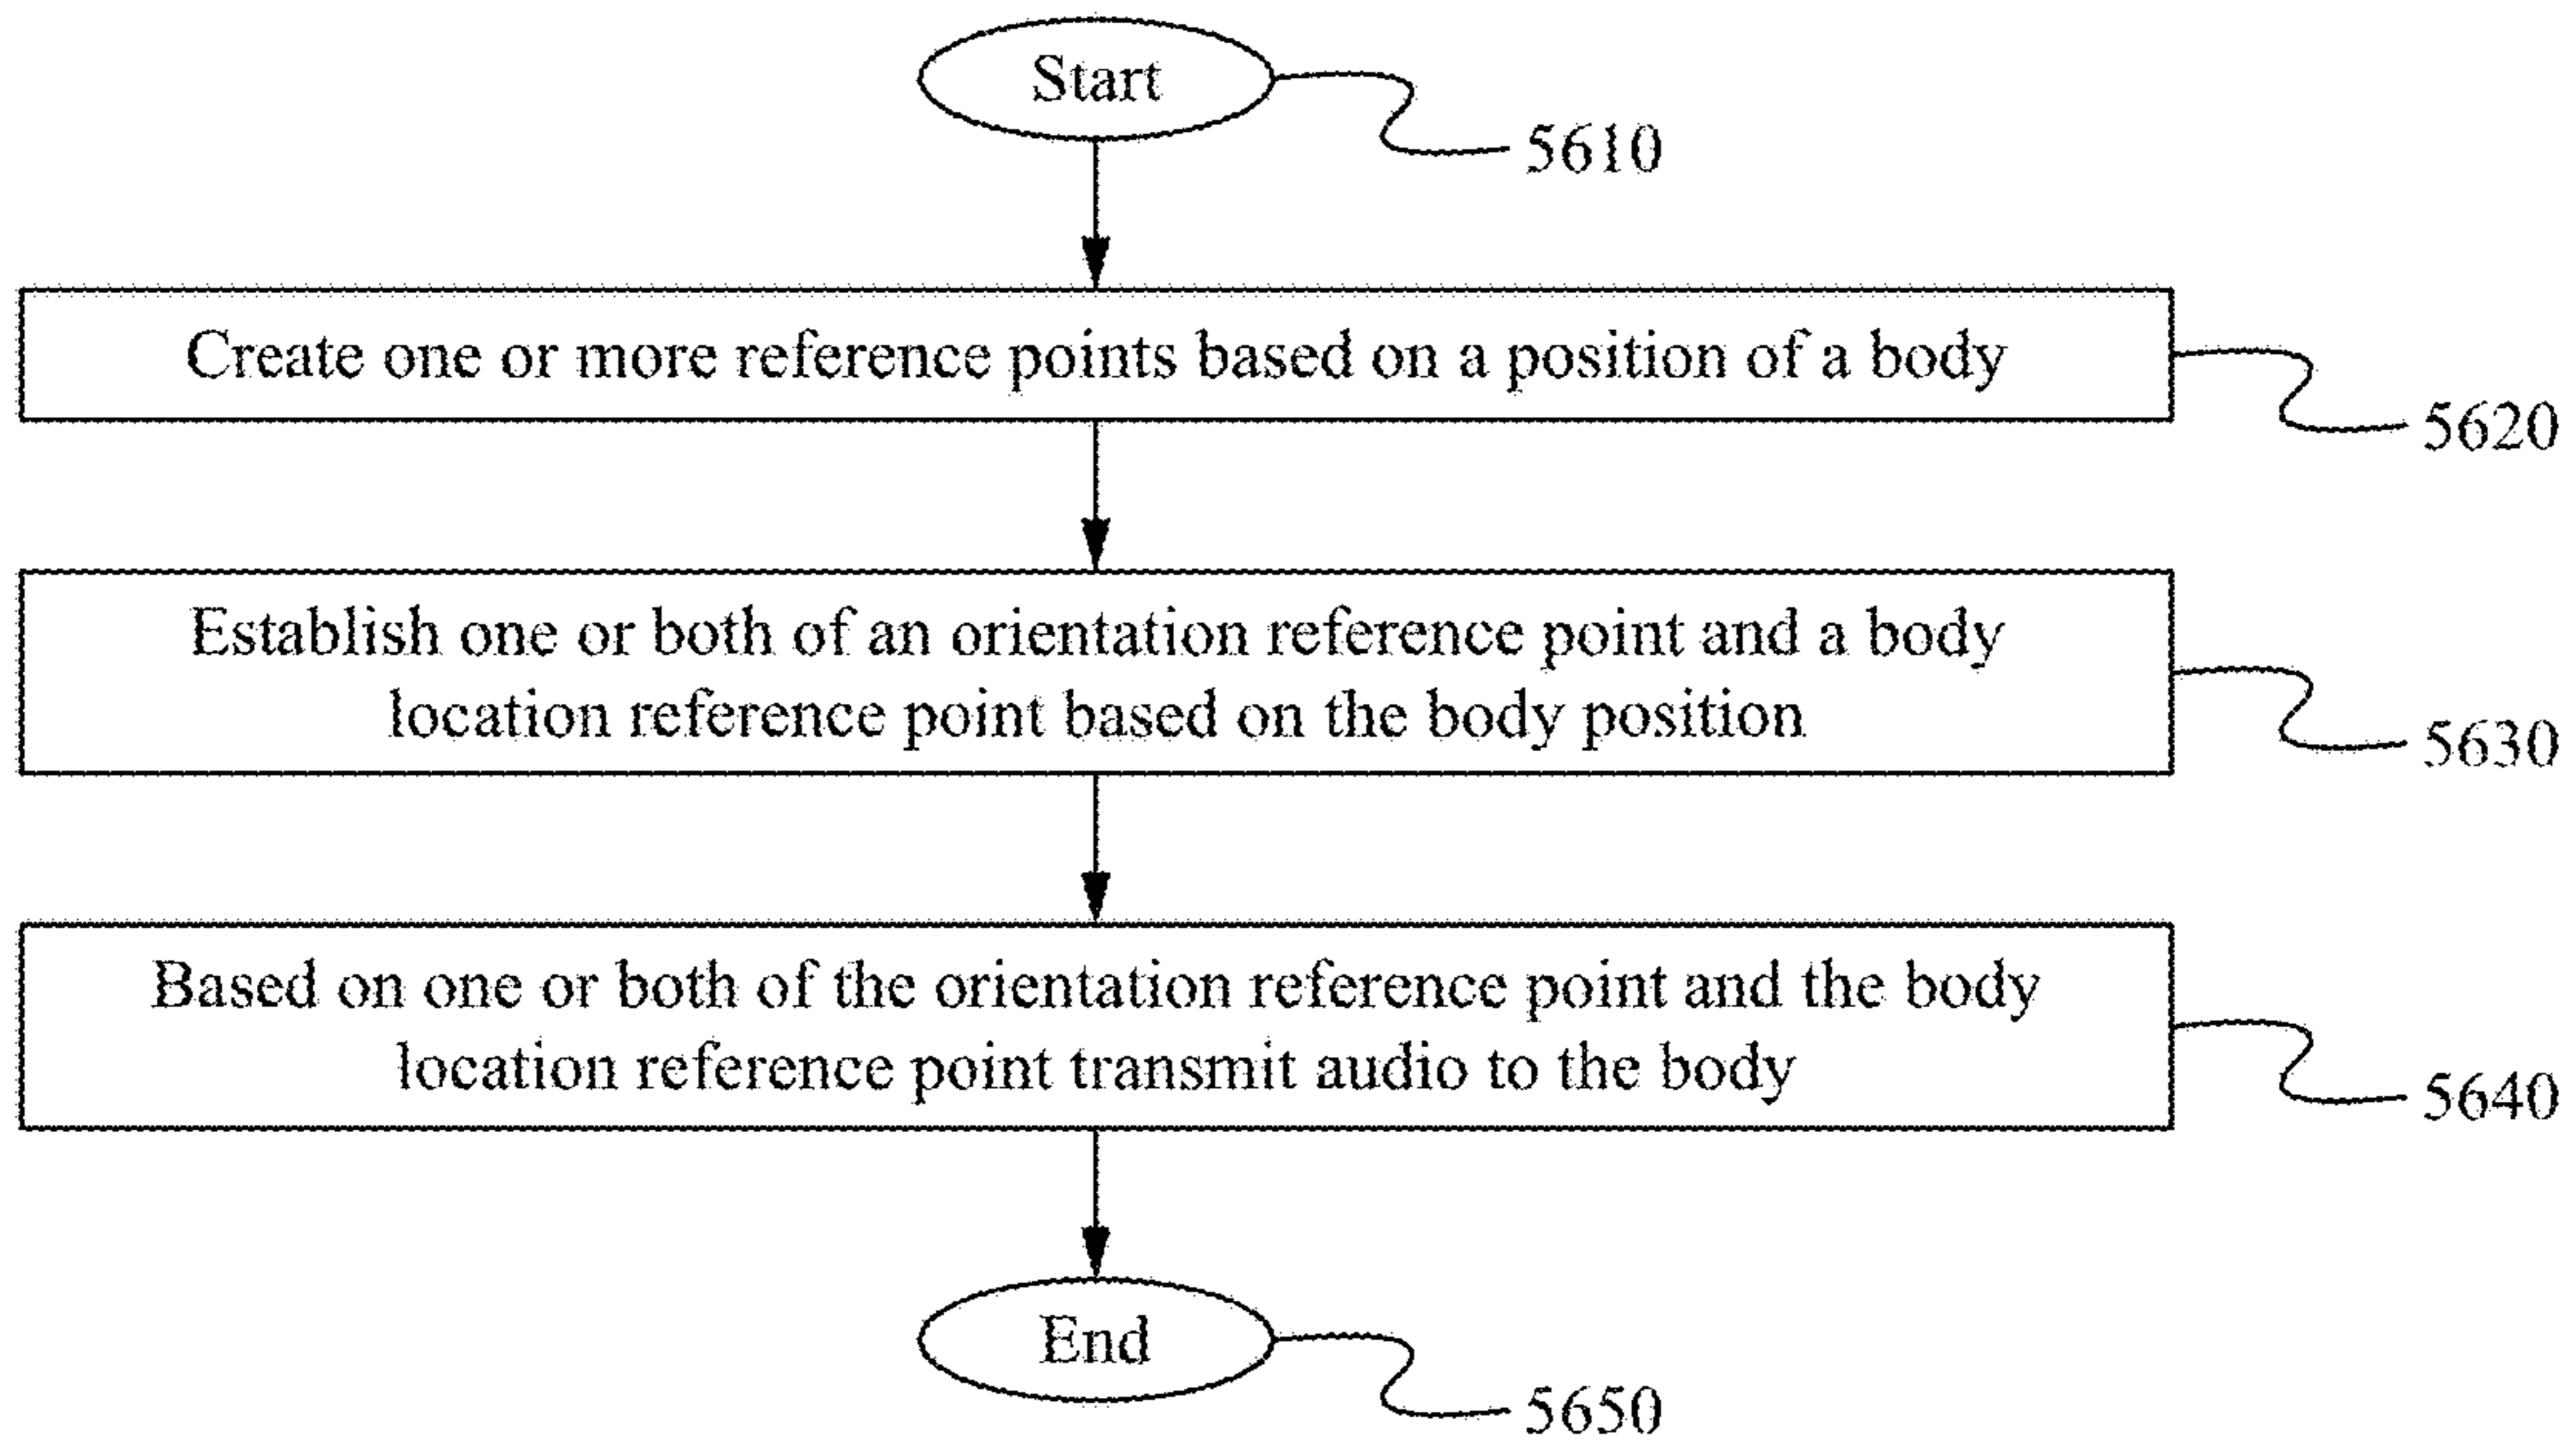 Start
5610
Create one or more reference points based on a position of a body
5620
Establish one or both of an orientation reference point and a body
location reference point based on the body position
5630
Based on one or both of the orientation reference point and the body
location reference point transmit audio to the body
5640
End
5650